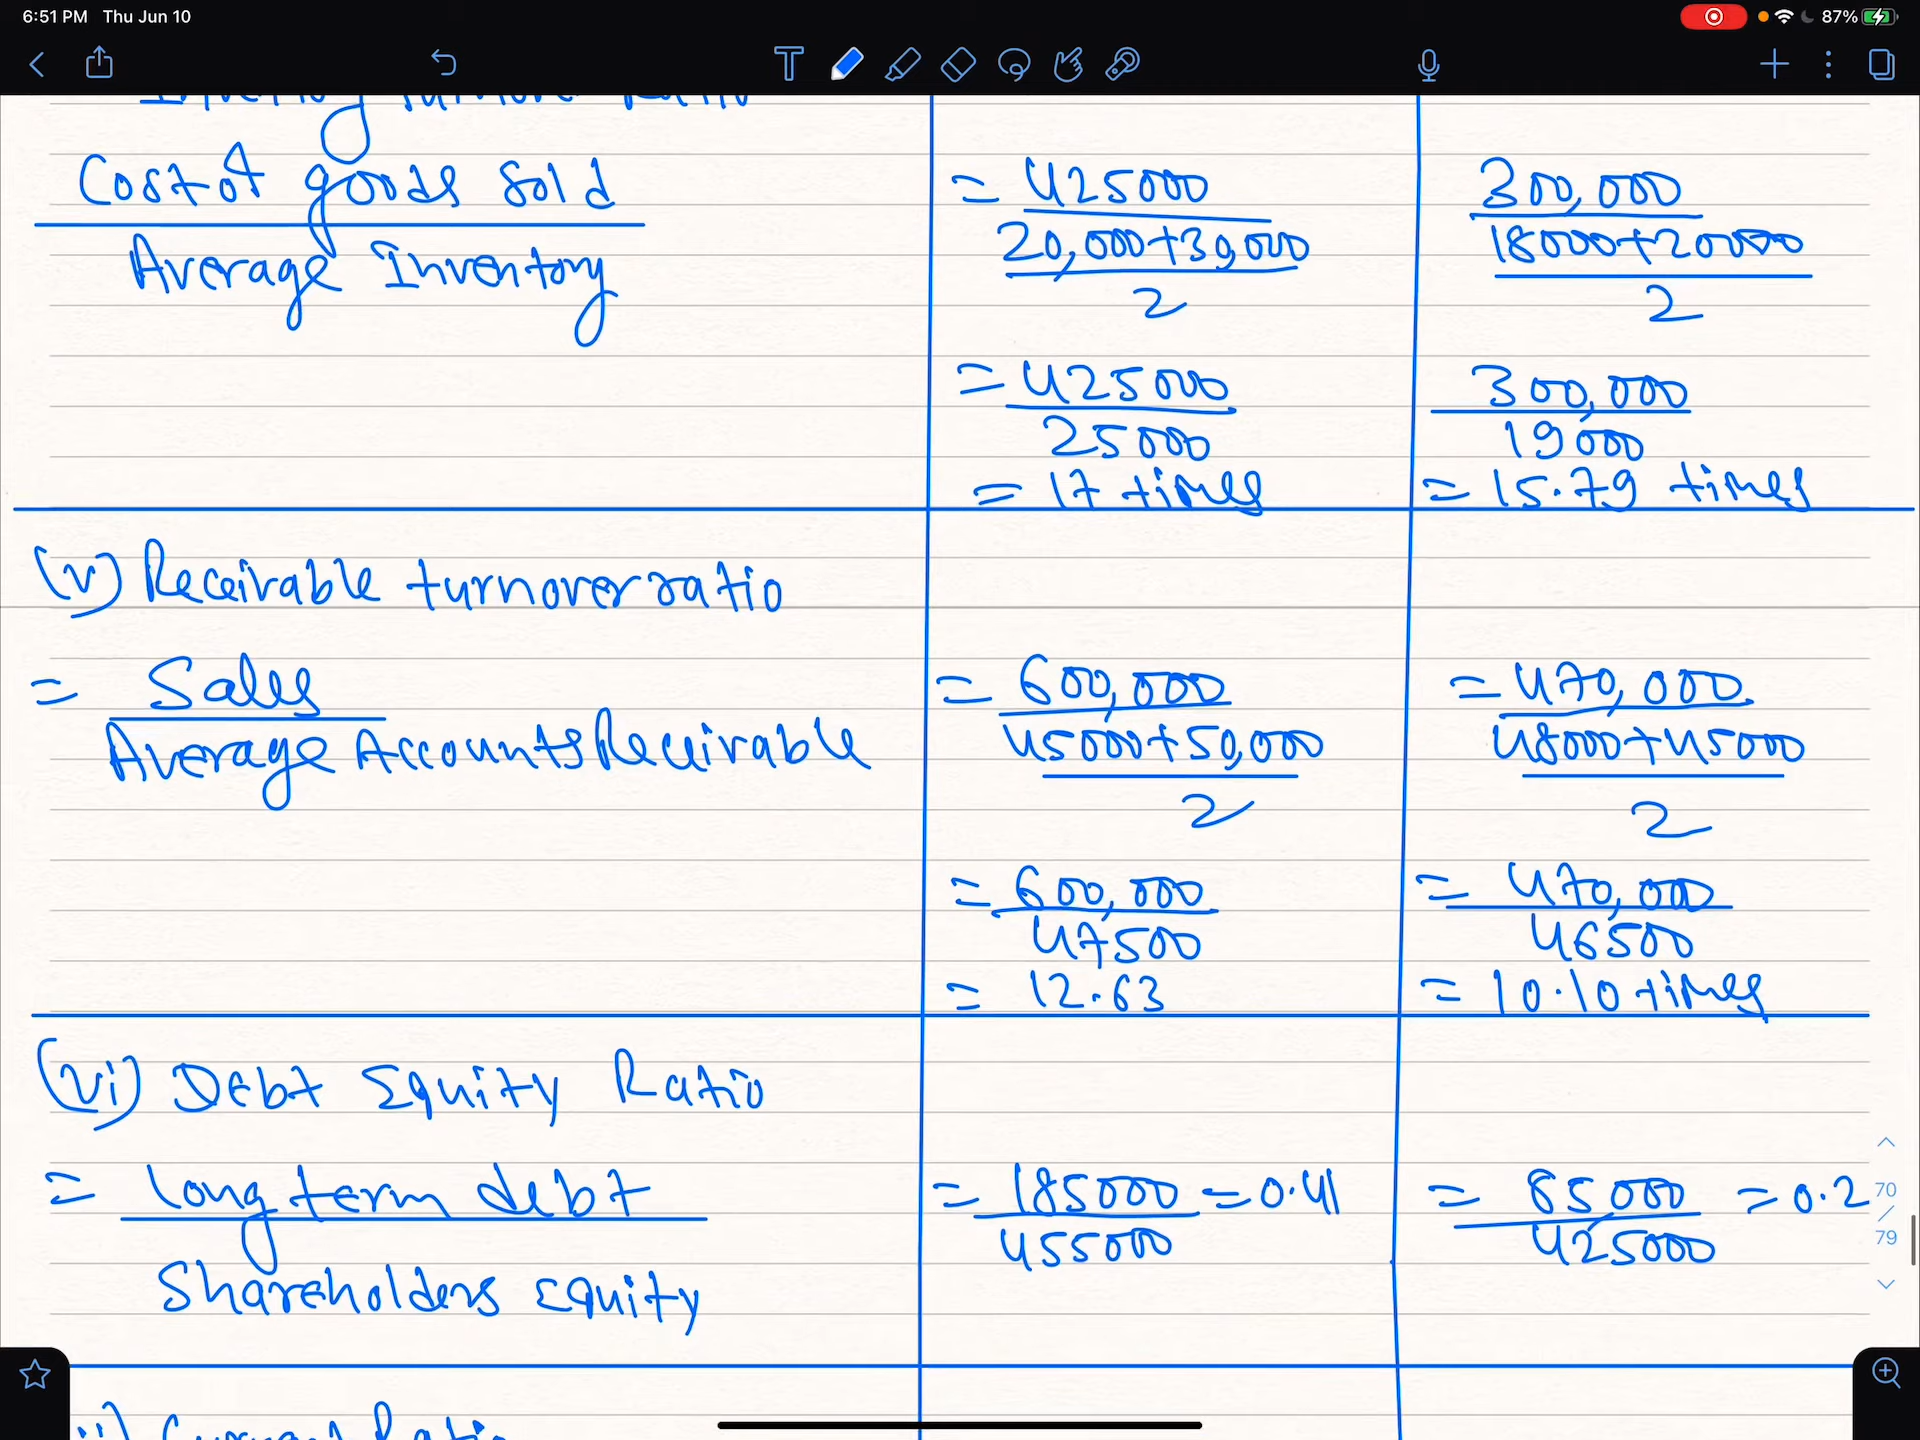 6:51 PM Thu Jun 10
87%
Cost of goods sold
Average Inventory
= 425000
20,000+30,000
2
300,000
18000+20000
2
= 425000
25000
= 17 times
300,000
19000
= 15.79 times
(v) Receivable turnover ratio
= Sales
Average Accounts Receivable
= 600,000
45000+50,000
2
= 470,000
48000+45000
2
= 600,000
47500
= 12.63
= 470,000
46500
= 10.10 times
(vi) Debt Equity Ratio
= Long term debt
Shareholders Equity
= 185000 = 0.41
455000
= 85000 = 0.2
425000
70
/
79